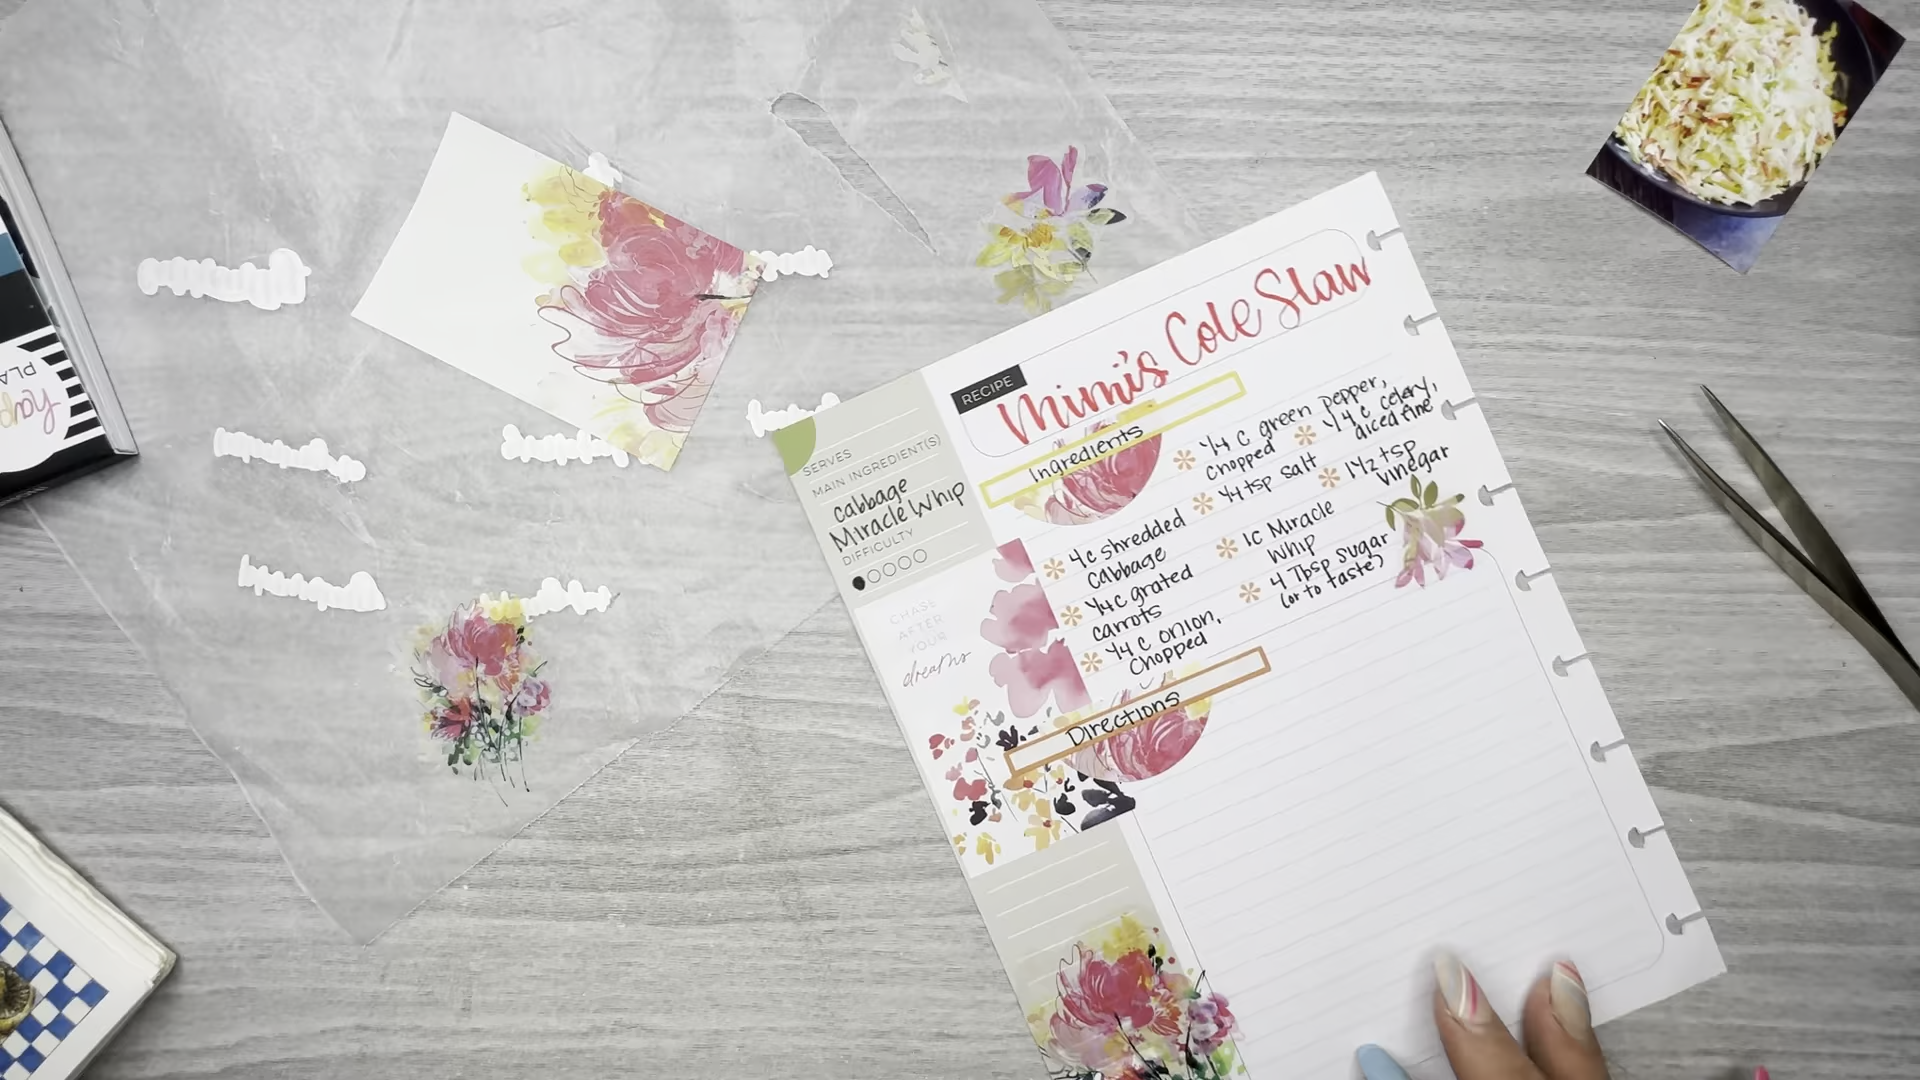 RECIPE
Mimi's Cole Slaw
SERVES
MAIN INGREDIENT(S)
cabbage
Miracle Whip
DIFFICULTY
CHASE
AFTER
YOUR
dreams
Ingredients
4c shredded
cabbage
1/4c grated
carrots
1/4 c onion,
chopped
1/4 c green pepper,
chopped
1/4 tsp salt
1c Miracle
Whip
4 Tbsp sugar
(or to taste)
1/4 c celery,
diced fine
1 1/2 tsp
vinegar
Directions
hap
PLA